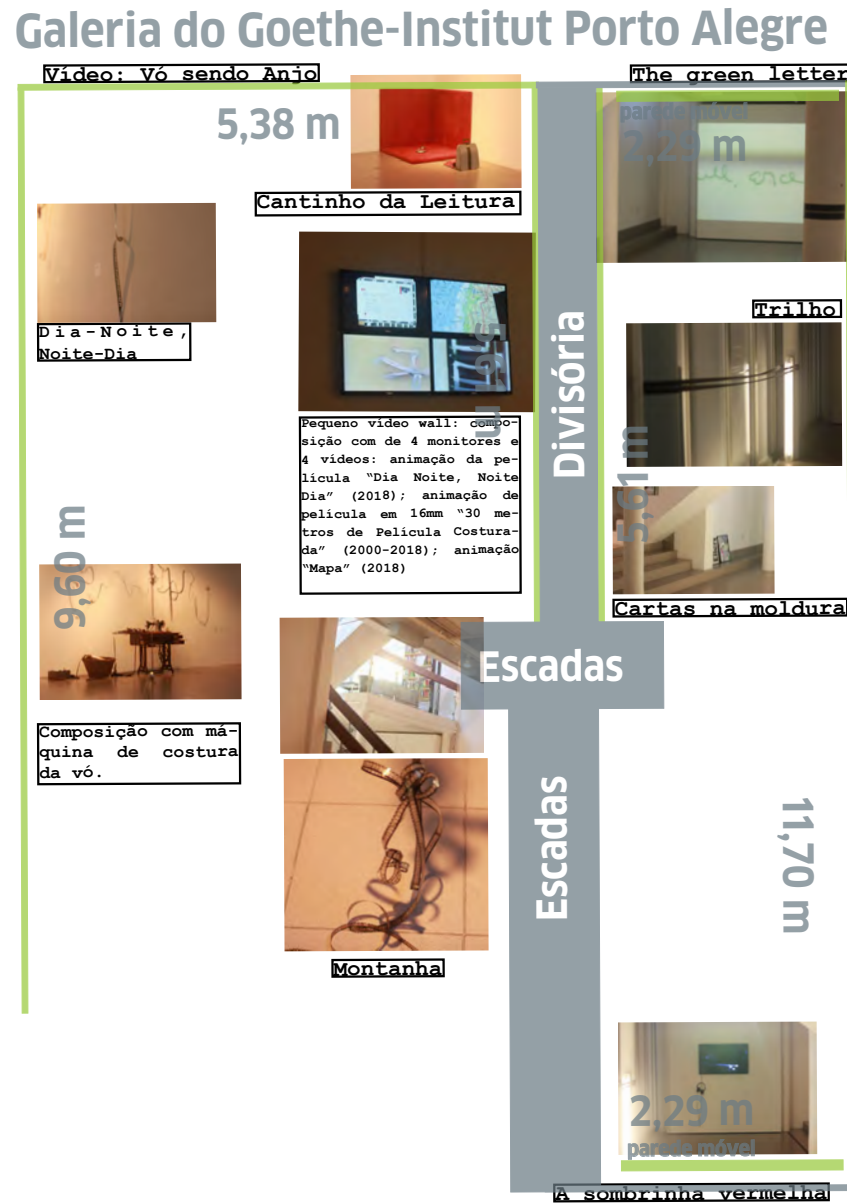 Galeria do Goethe-Institut Porto Alegre
Vídeo: Vó sendo Anjo
The green letter
5,38 m
parede móvel
2,29 m
Cantinho da Leitura
Dia-Noite,
Noite-Dia
Trilho
5,61 m
Divisória
Pequeno vídeo wall: compo-
sição com de 4 monitores e
4 vídeos: animação da pe-
lícula “Dia Noite, Noite
Dia” (2018); animação de
película em 16mm “30 me-
tros de Película Costura-
da” (2000-2018); animação
“Mapa” (2018)
5,61 m
9,60 m
Cartas na moldura
Escadas
Composição com má-
quina de costura
da vó.
Escadas
11,70 m
Montanha
2,29 m
parede móvel
A sombrinha vermelha